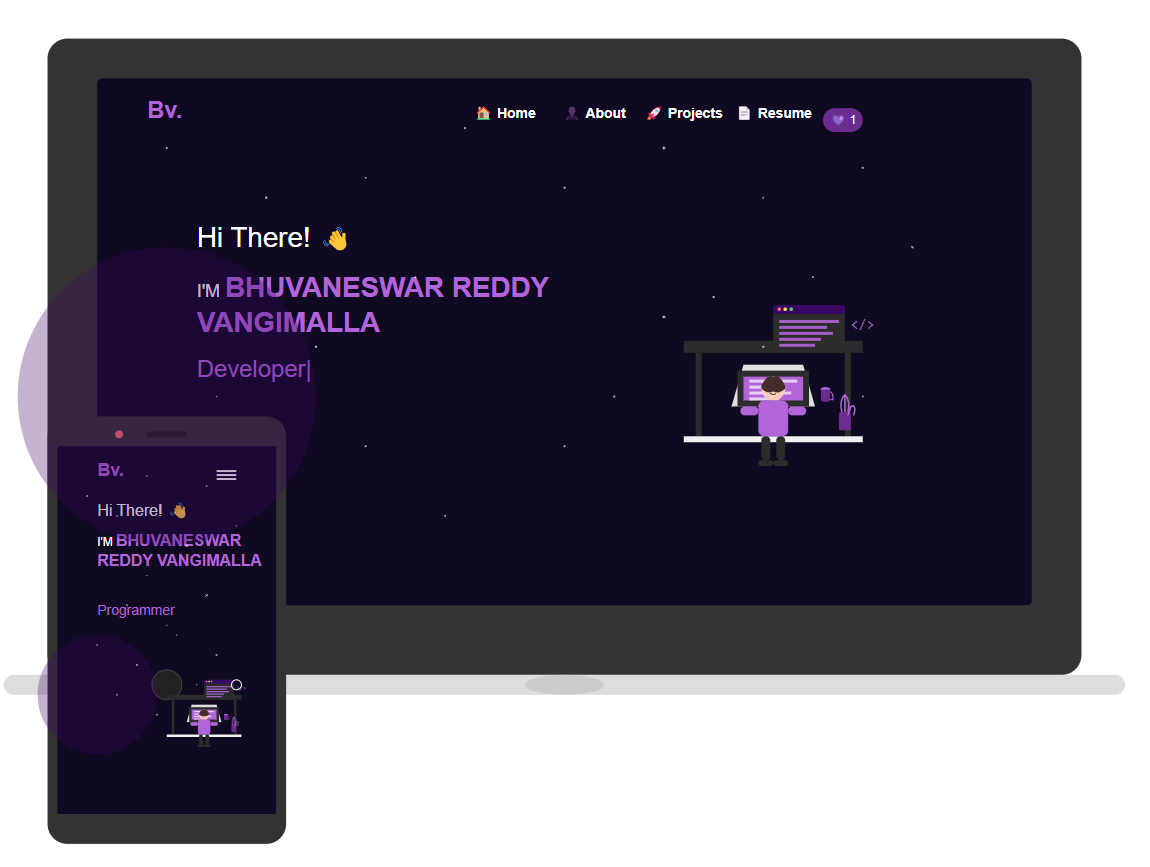 Bv.
🏠 Home 👤 About 🚀 Projects 📄 Resume 💜 1
Hi There! 👋
I'M BHUVANESWAR REDDY
VANGIMALLA
Developer|
</>
Bv.
Hi There! 👋
I'M BHUVANESWAR
REDDY VANGIMALLA
Programmer